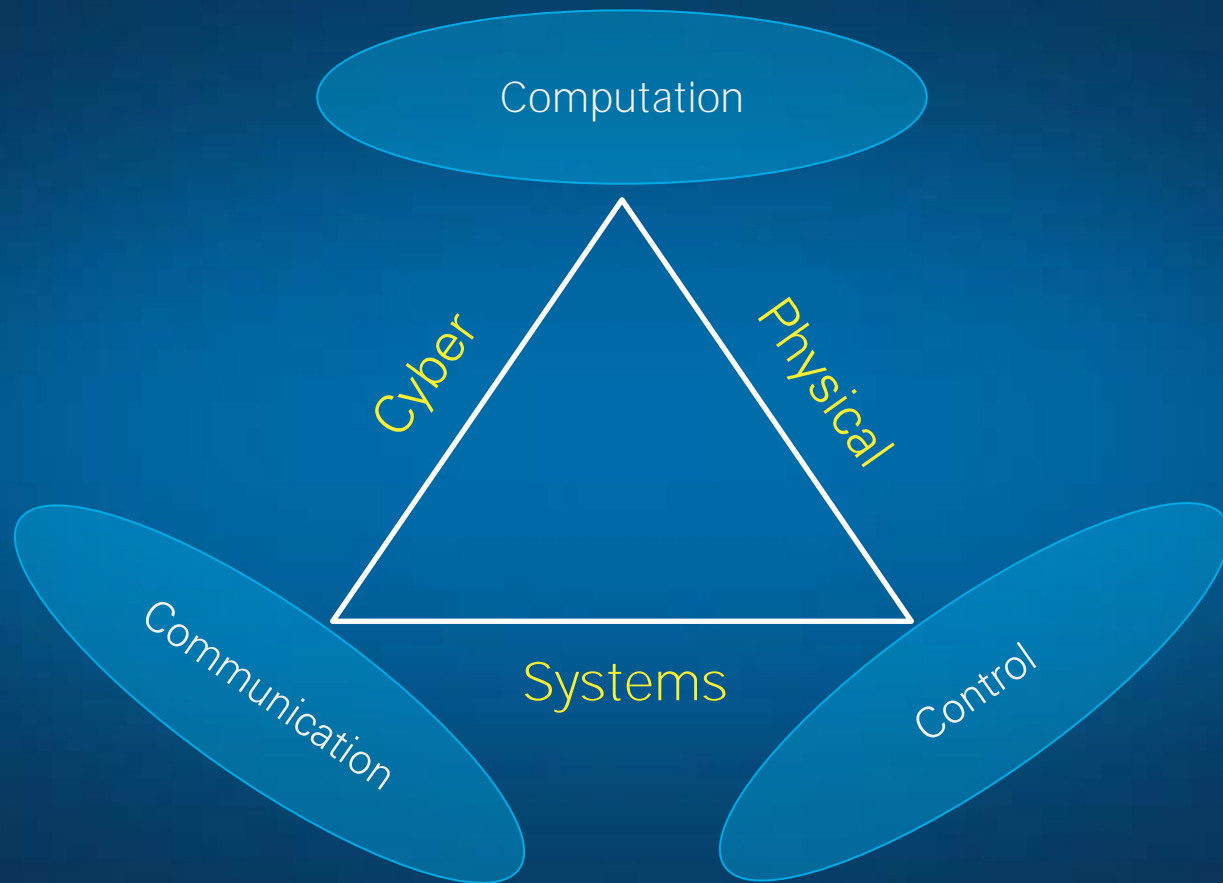 Computation
Cyber
Physical
Communication
Systems
Control